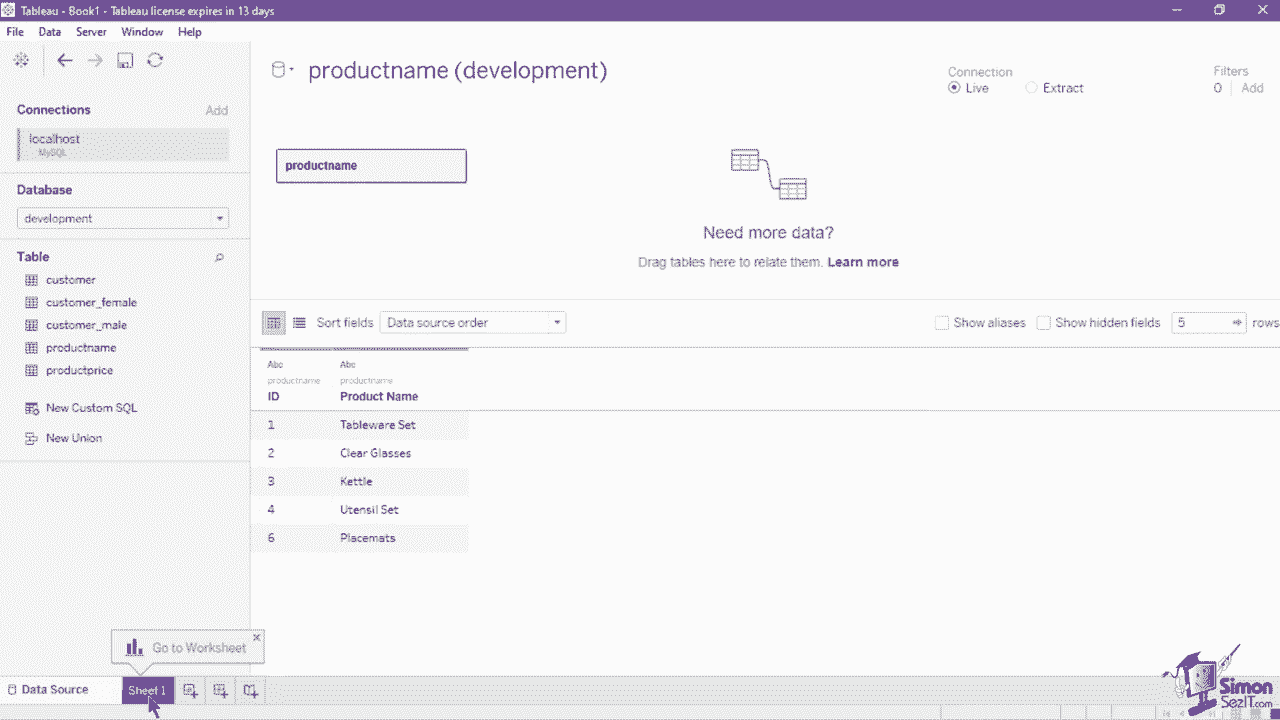 Tableau - Book1 - Tableau license expires in 13 days
File Data Server Window Help
Connections Add
localhost
MySQL
Database
development
Table
customer
customer_female
customer_male
productname
productprice
New Custom SQL
New Union
productname (development)
Connection
Live Extract
Filters
0 Add
productname
Need more data?
Drag tables here to relate them. Learn more
Sort fields Data source order Show aliases Show hidden fields 5 rows
Abc Abc
productname productname
ID Product Name
1 Tableware Set
2 Clear Glasses
3 Kettle
4 Utensil Set
6 Placemats
Go to Worksheet
Data Source Sheet 1
Simon
SezIT.com